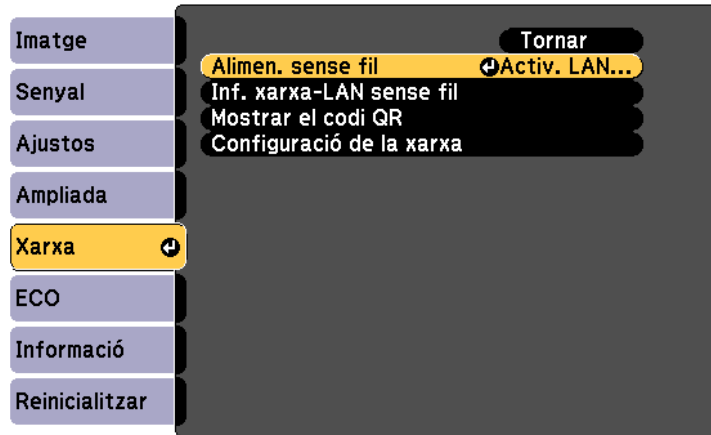 Imatge
Senyal
Ajustos
Ampliada
Xarxa
ECO
Informació
Reinicialitzar
Tornar
Alimen. sense fil Activ. LAN...
Inf. xarxa-LAN sense fil
Mostrar el codi QR
Configuració de la xarxa